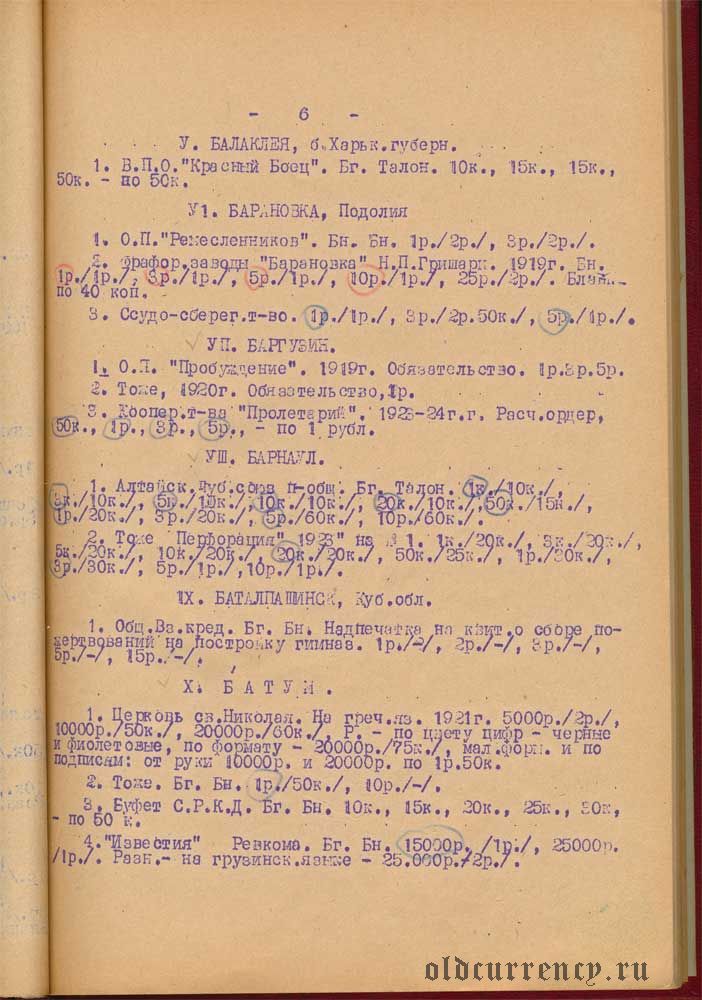 - 6 -
У. БАЛАКЛЕЯ, б.Харьк.губерн.
1. В.П.О."Красный Боец". Бг. Талон. 10к., 15к., 15к.,
50к. - по 50к.
У1. БАРАНОВКА, Подолия
1. О.П."Ремесленников". Бн. Бн. 1р./2р./, 3р./2р./.
2. Фрафор.заводы "Барановка" Н.П.Гришари. 1919г. Бн.
1р./1р./, 3р./1р./, 5р./1р./, 10р./1р./, 25р./2р./. Бланк-
по 40 коп.
3. Ссудо-сберег.т-во. 1р./1р./, 3р./2р.50к./, 5р./1р./.
УП. БАРГУЗИН.
1. О.П. "Пробуждение". 1919г. Обязательство. 1р.3р.5р.
2. Тоже, 1920г. Обязательство,1р.
3. Коопер.т-ва "Пролетарий". 1923-24г.г. Расч.ордер,
50к., 1р., 3р., 5р., - по 1 рубл.
УШ. БАРНАУЛ.
1. Алтайск.Губ.союз п-общ. Бг. Талон. 1к./10к./,
3к./10к./, 5к./10к./, 10к./10к./, 20к./10к./,50к./15к./,
1р./20к./, 3р./20к./, 5р./60к./, 10р./60к./.
2. Тоже Перфорация" 1923" на № 1. 1к./20к./, 3к./20к./,
5к./20к./, 10к./20к./, 20к./20к./, 50к./25к./, 1р./30к./,
3р./30к./, 5р./1р./,10р./1р./.
1Х. БАТАЛПАШИНСК, Куб.обл.
1. Общ.Вз.кред. Бг. Бн. Надпечатка на квит.о сборе по-
жертвований на постройку гимназ. 1р./-/, 2р./-/, 3р./-/,
5р./-/, 15р./-/.
Х. Б А Т У М .
1. Церковь св.Николая. На греч.яз. 1921г. 5000р./2р./,
10000р./50к./, 20000р./60к./, Р. - по цвету цифр - черные
и фиолетовые, по формату - 20000р./75к./, мал.форм. и по
подписям: от руки 10000р. и 20000р. по 1р.50к.
2. Тоже. Бг. Бн. 1р./50к./, 10р./-/.
3. Буфет С.Р.К.Д. Бг. Бн. 10к., 15к., 20к., 25к., 30к,
- по 50 к.
4."Известия" Ревкома. Бг. Бн. 15000р. /1р./, 25000р.
/1р./. Разн.- на грузинск.языке - 25.000р./2р./.
oldcurrency.ru